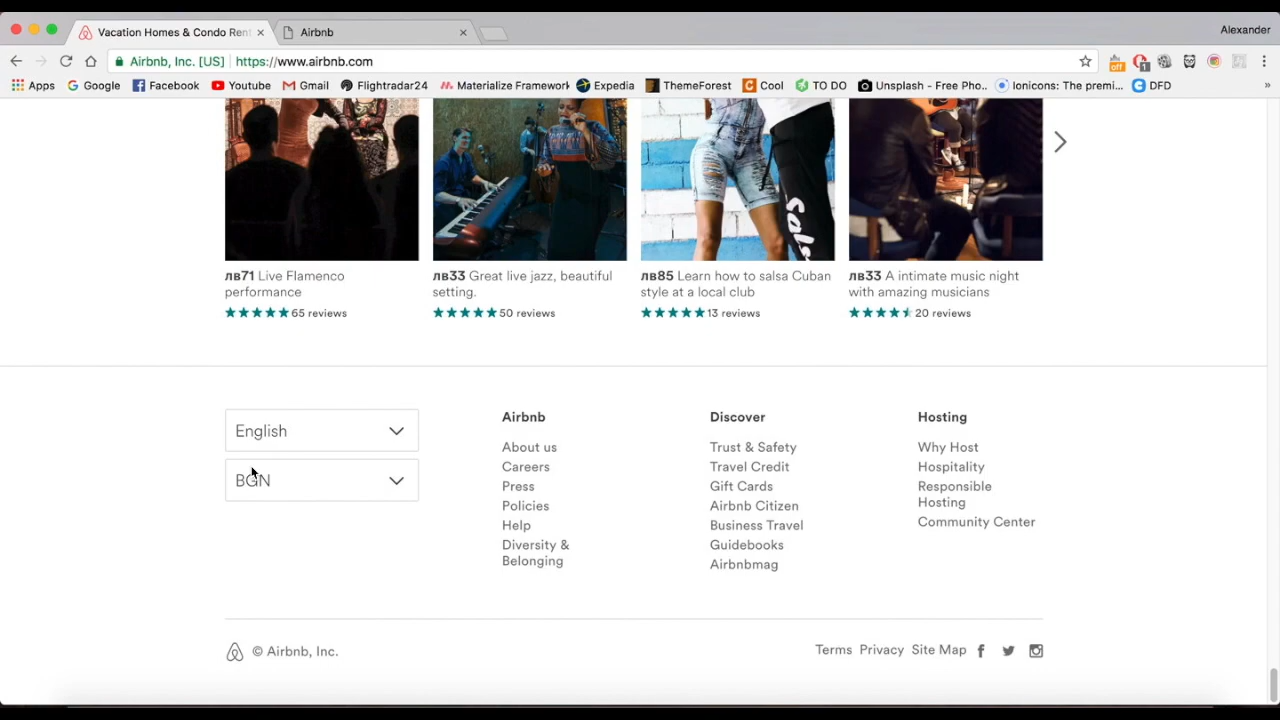 Vacation Homes & Condo Rent
Airbnb
Alexander
Airbnb, Inc. [US]
https://www.airbnb.com
off
1
Apps
Google
Facebook
Youtube
Gmail
Flightradar24
Materialize Framework
Expedia
ThemeForest
Cool
TO DO
Unsplash - Free Pho...
Ionicons: The premi...
DFD
»
Salsa
лв71 Live Flamenco
performance
65 reviews
лв33 Great live jazz, beautiful
setting.
50 reviews
лв85 Learn how to salsa Cuban
style at a local club
13 reviews
лв33 A intimate music night
with amazing musicians
20 reviews
English
BGN
Airbnb
About us
Careers
Press
Policies
Help
Diversity &
Belonging
Discover
Trust & Safety
Travel Credit
Gift Cards
Airbnb Citizen
Business Travel
Guidebooks
Airbnbmag
Hosting
Why Host
Hospitality
Responsible
Hosting
Community Center
© Airbnb, Inc.
Terms
Privacy
Site Map